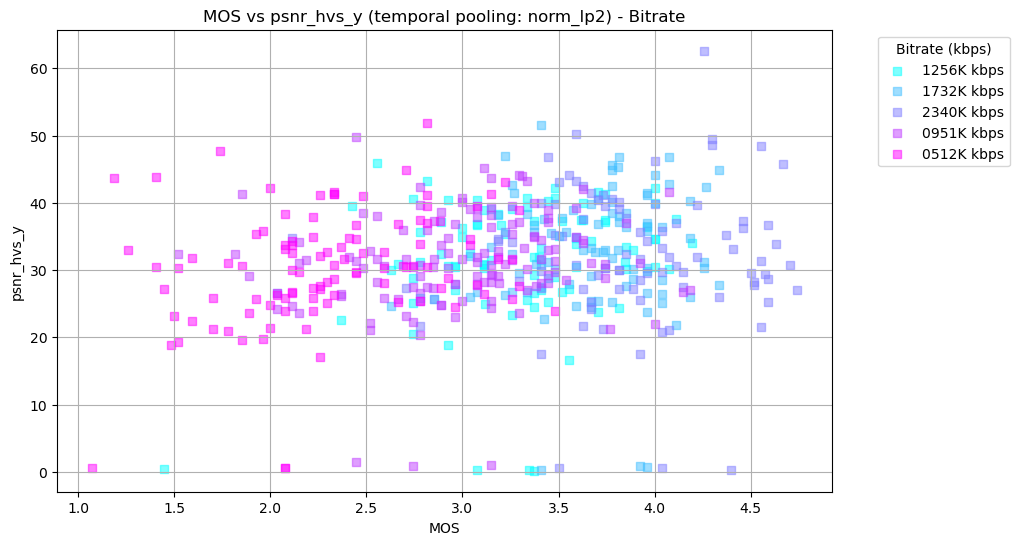 MOS vs psnr_hvs_y (temporal pooling: norm_lp2) - Bitrate
Bitrate (kbps)
1256K kbps
1732K kbps
2340K kbps
0951K kbps
0512K kbps
psnr_hvs_y
60
50
40
30
20
10
0
1.0 1.5 2.0 2.5 3.0 3.5 4.0 4.5
MOS